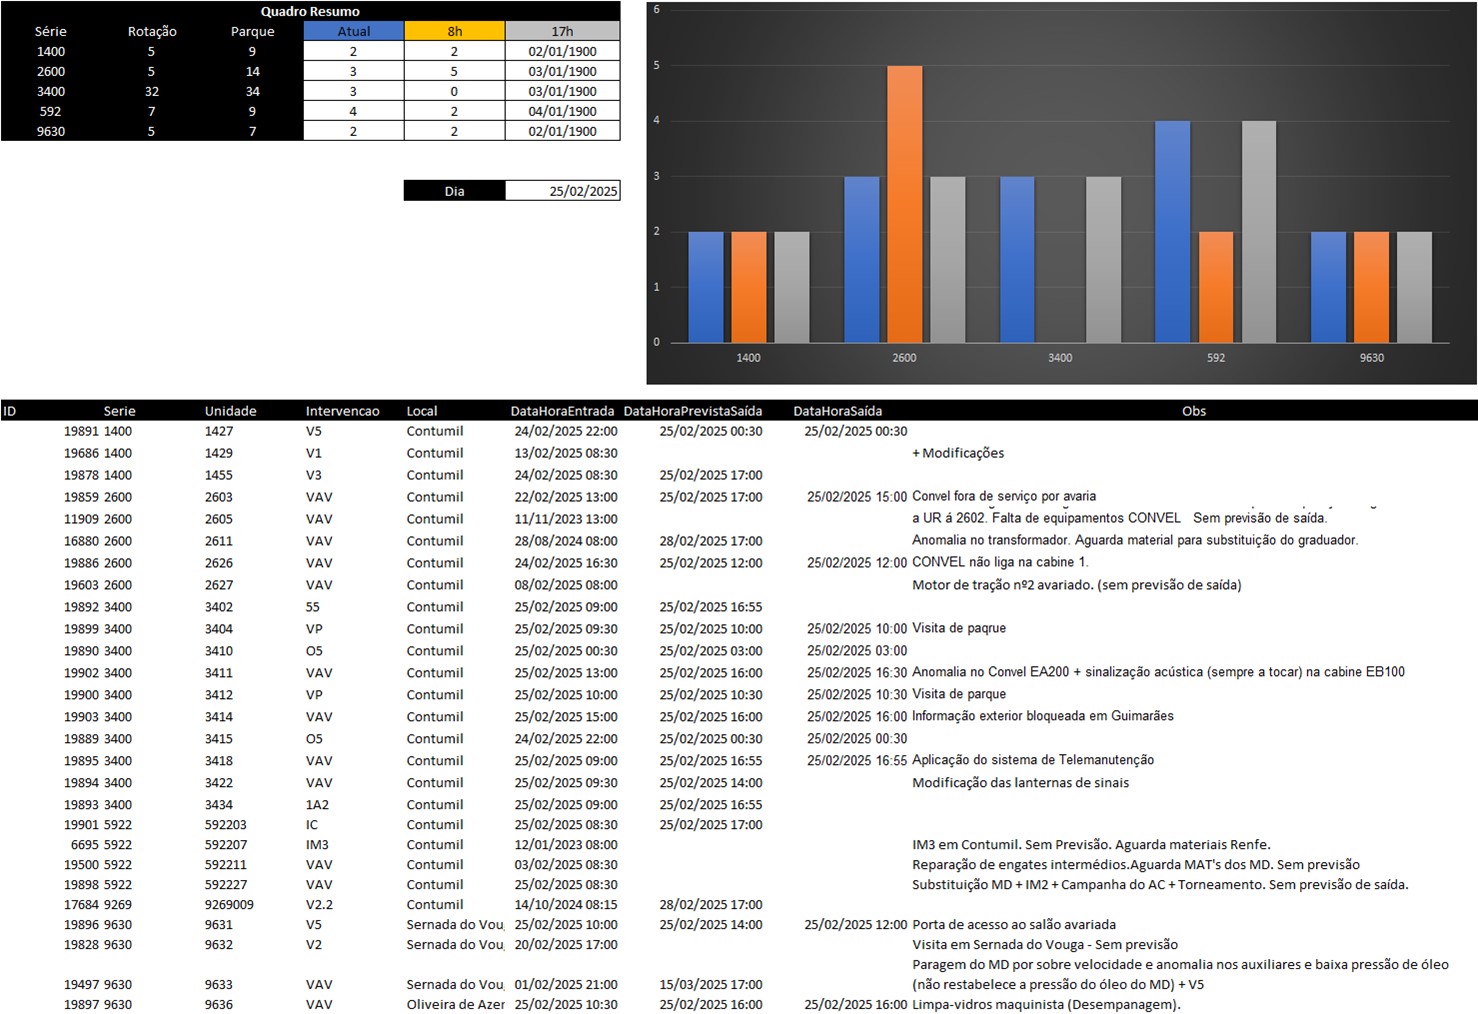 Quadro Resumo
Série Rotação Parque Atual 8h 17h
1400 5 9 2 2 02/01/1900
2600 5 14 3 5 03/01/1900
3400 32 34 3 0 03/01/1900
592 7 9 4 2 04/01/1900
9630 5 7 2 2 02/01/1900
Dia 25/02/2025
6
5
4
3
2
1
0
1400 2600 3400 592 9630
ID Serie Unidade Intervencao Local DataHoraEntrada DataHoraPrevistaSaída DataHoraSaída Obs
19891 1400 1427 V5 Contumil 24/02/2025 22:00 25/02/2025 00:30 25/02/2025 00:30
19686 1400 1429 V1 Contumil 13/02/2025 08:30 + Modificações
19878 1400 1455 V3 Contumil 24/02/2025 08:30 25/02/2025 17:00
19859 2600 2603 VAV Contumil 22/02/2025 13:00 25/02/2025 17:00 25/02/2025 15:00 Convel fora de serviço por avaria
11909 2600 2605 VAV Contumil 11/11/2023 13:00 a UR á 2602. Falta de equipamentos CONVEL Sem previsão de saída.
16880 2600 2611 VAV Contumil 28/08/2024 08:00 28/02/2025 17:00 Anomalia no transformador. Aguarda material para substituição do graduador.
19886 2600 2626 VAV Contumil 24/02/2025 16:30 25/02/2025 12:00 25/02/2025 12:00 CONVEL não liga na cabine 1.
19603 2600 2627 VAV Contumil 08/02/2025 08:00 Motor de tração nº2 avariado. (sem previsão de saída)
19892 3400 3402 55 Contumil 25/02/2025 09:00 25/02/2025 16:55
19899 3400 3404 VP Contumil 25/02/2025 09:30 25/02/2025 10:00 25/02/2025 10:00 Visita de paqrue
19890 3400 3410 O5 Contumil 25/02/2025 00:30 25/02/2025 03:00 25/02/2025 03:00
19902 3400 3411 VAV Contumil 25/02/2025 13:00 25/02/2025 16:00 25/02/2025 16:30 Anomalia no Convel EA200 + sinalização acústica (sempre a tocar) na cabine EB100
19900 3400 3412 VP Contumil 25/02/2025 10:00 25/02/2025 10:30 25/02/2025 10:30 Visita de parque
19903 3400 3414 VAV Contumil 25/02/2025 15:00 25/02/2025 16:00 25/02/2025 16:00 Informação exterior bloqueada em Guimarães
19889 3400 3415 O5 Contumil 24/02/2025 22:00 25/02/2025 00:30 25/02/2025 00:30
19895 3400 3418 VAV Contumil 25/02/2025 09:00 25/02/2025 16:55 25/02/2025 16:55 Aplicação do sistema de Telemanutenção
19894 3400 3422 VAV Contumil 25/02/2025 09:30 25/02/2025 14:00 Modificação das lanternas de sinais
19893 3400 3434 1A2 Contumil 25/02/2025 09:00 25/02/2025 16:55
19901 5922 592203 IC Contumil 25/02/2025 08:30 25/02/2025 17:00
6695 5922 592207 IM3 Contumil 12/01/2023 08:00 IM3 em Contumil. Sem Previsão. Aguarda materiais Renfe.
19500 5922 592211 VAV Contumil 03/02/2025 08:30 Reparação de engates intermédios.Aguarda MAT's dos MD. Sem previsão
19898 5922 592227 VAV Contumil 25/02/2025 08:30 Substituição MD + IM2 + Campanha do AC + Torneamento. Sem previsão de saída.
17684 9269 9269009 V2.2 Contumil 14/10/2024 08:15 28/02/2025 17:00
19896 9630 9631 V5 Sernada do Vou 25/02/2025 10:00 25/02/2025 14:00 25/02/2025 12:00 Porta de acesso ao salão avariada
19828 9630 9632 V2 Sernada do Vou 20/02/2025 17:00 Visita em Sernada do Vouga - Sem previsão
Paragem do MD por sobre velocidade e anomalia nos auxiliares e baixa pressão de óleo
19497 9630 9633 VAV Sernada do Vou 01/02/2025 21:00 15/03/2025 17:00 (não restabelece a pressão do óleo do MD) + V5
19897 9630 9636 VAV Oliveira de Azer 25/02/2025 10:30 25/02/2025 16:00 25/02/2025 16:00 Limpa-vidros maquinista (Desempanagem).